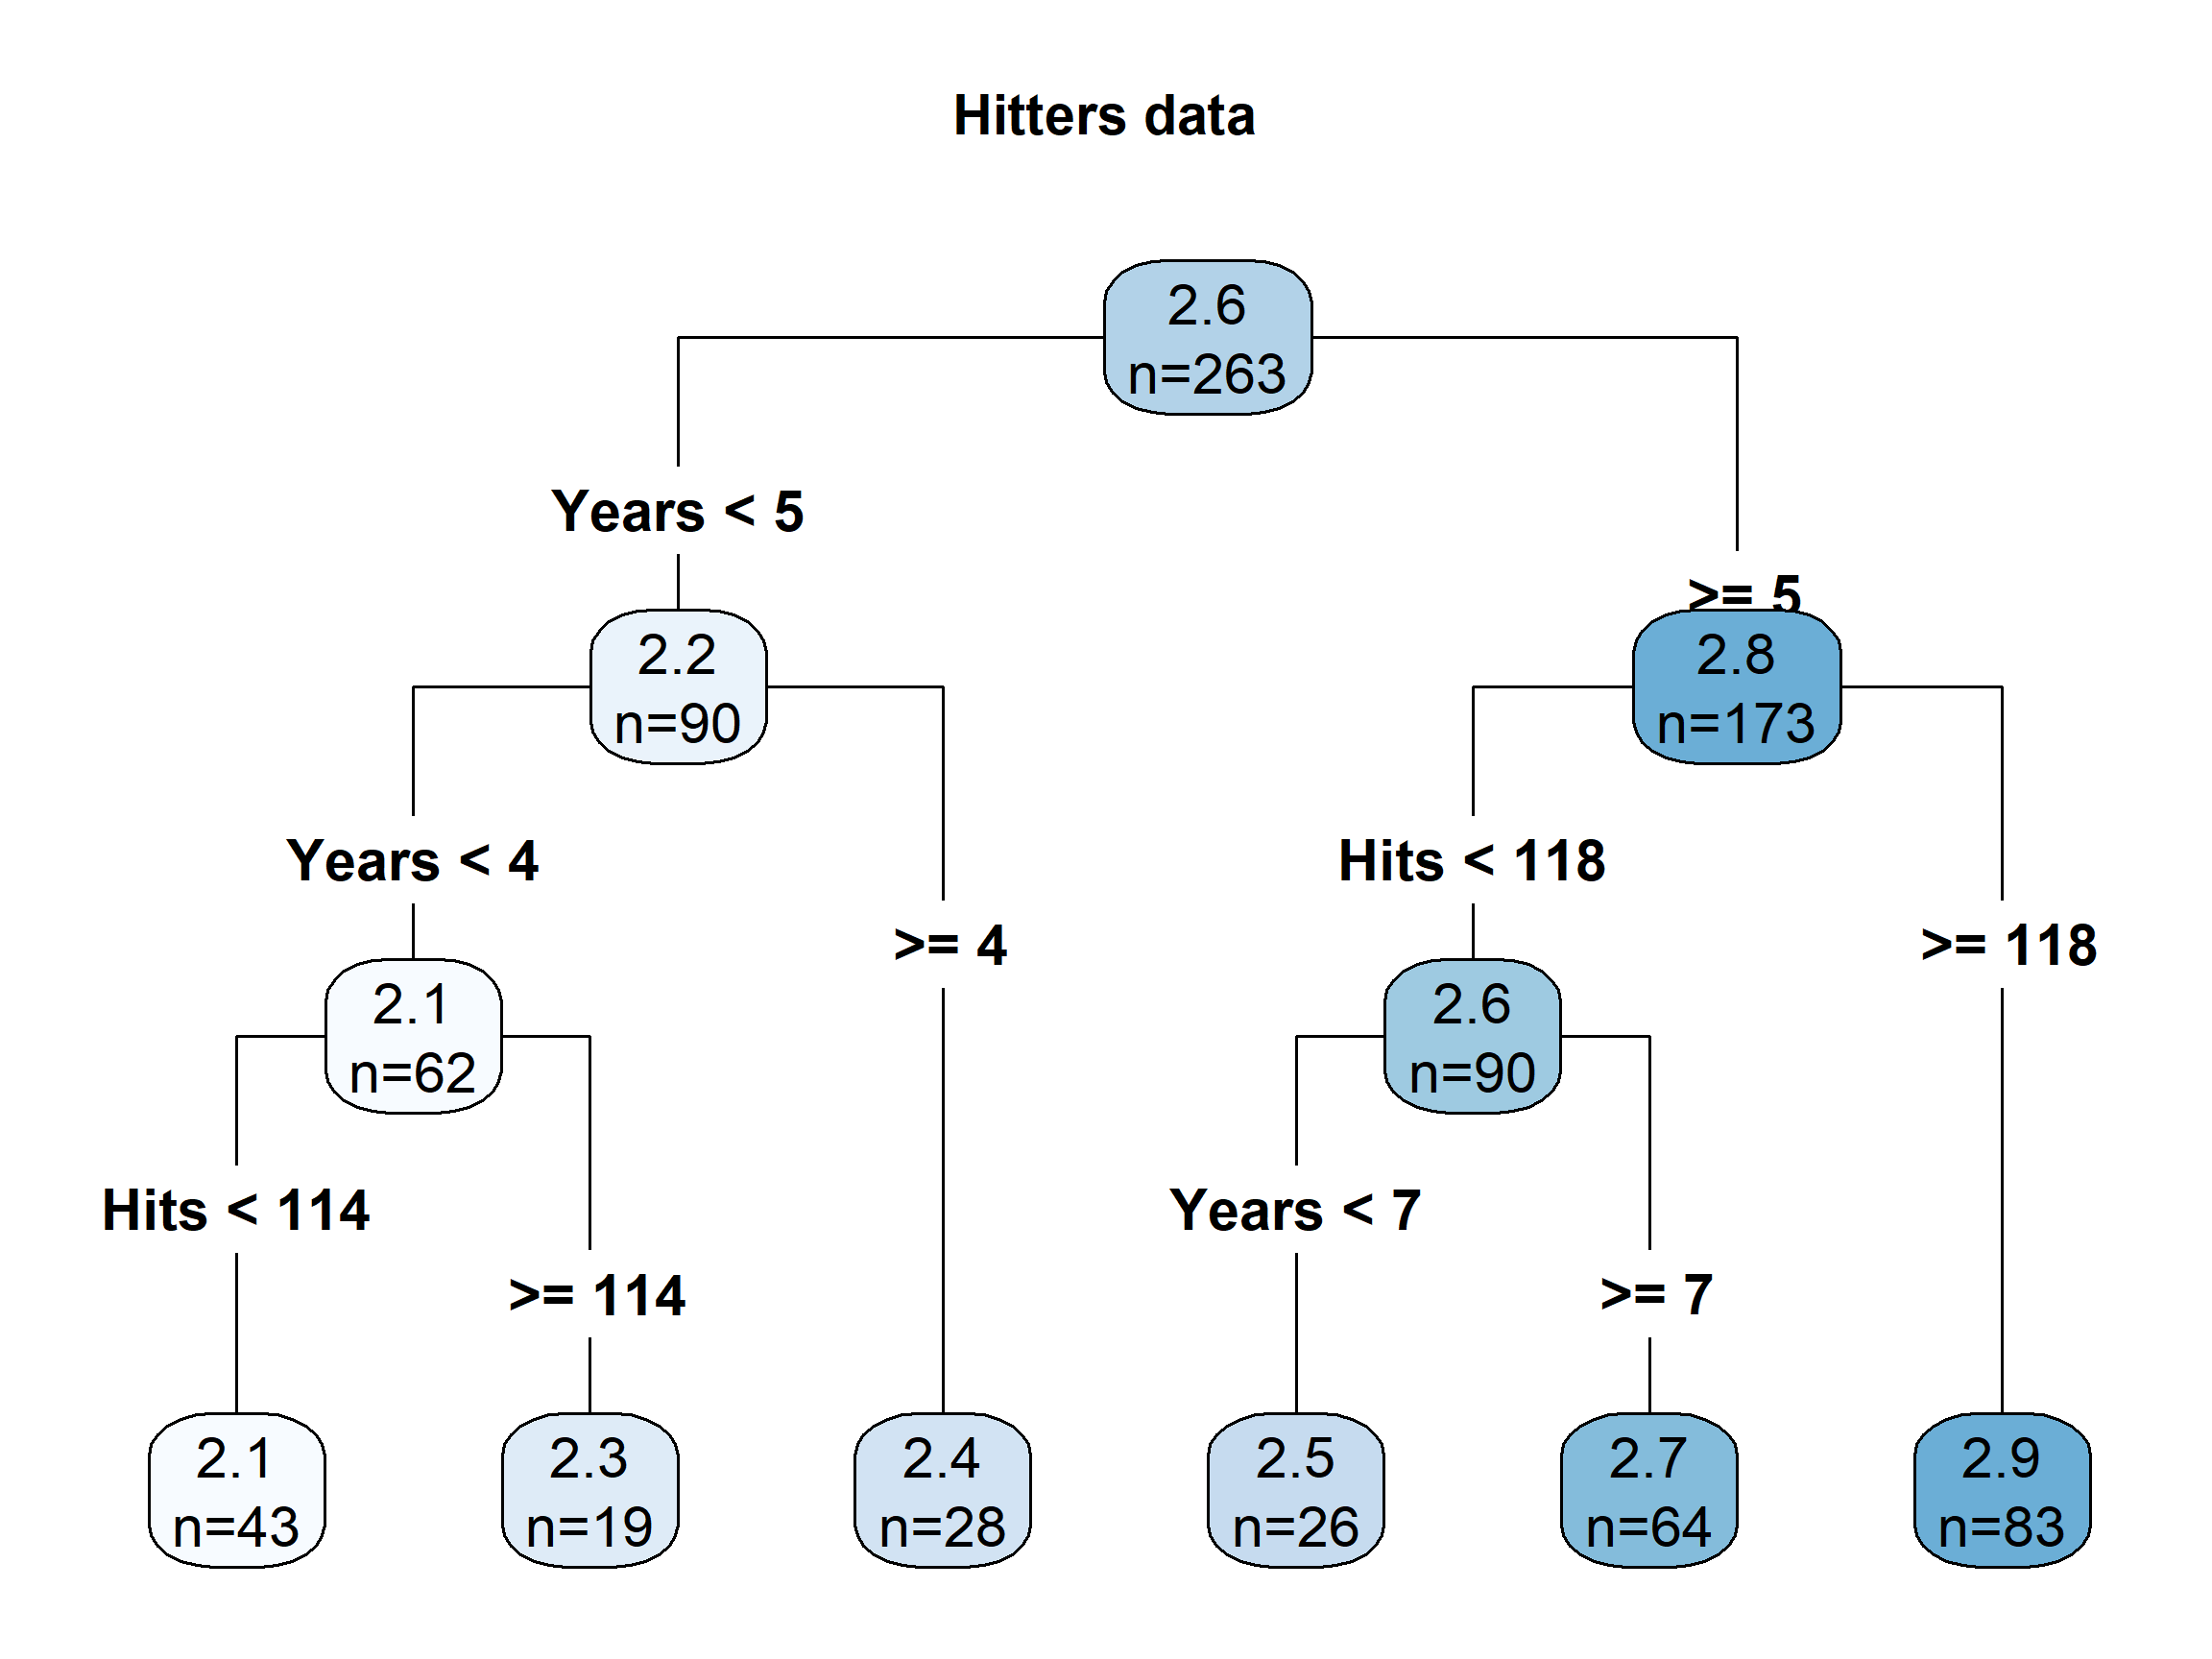 Hitters data
2.6
n=263
Years < 5
>= 5
2.2
n=90
2.8
n=173
Years < 4
>= 4
Hits < 118
>= 118
2.1
n=62
2.6
n=90
Hits < 114
>= 114
Years < 7
>= 7
2.1
n=43
2.3
n=19
2.4
n=28
2.5
n=26
2.7
n=64
2.9
n=83